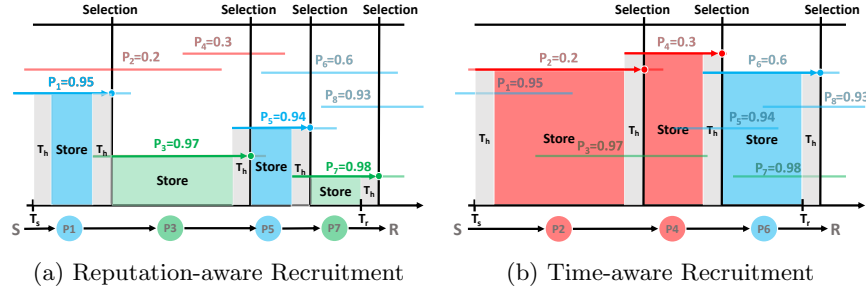 Selection Selection Selection Selection
P4=0.3
P2=0.2
P6=0.6
P1=0.95
P8=0.93
P5=0.94
P3=0.97
P7=0.98
Th Store Th Store Th Store Th Store Th
Ts Tr
S P1 P3 P5 P7 R
(a) Reputation-aware Recruitment
Selection Selection Selection
P4=0.3
P2=0.2
P6=0.6
P1=0.95
P8=0.93
P5=0.94
P3=0.97
P7=0.98
Th Store Th Store Th Store Th
Ts Tr
S P2 P4 P6 R
(b) Time-aware Recruitment